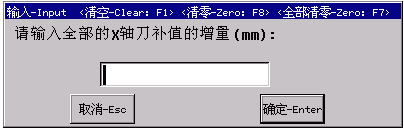 输入-Input <清空-Clear: F1> <清零-Zero: F8> <全部清零-Zero: F7>
请输入全部的X轴刀补值的增量(mm):
取消-Esc 确定-Enter